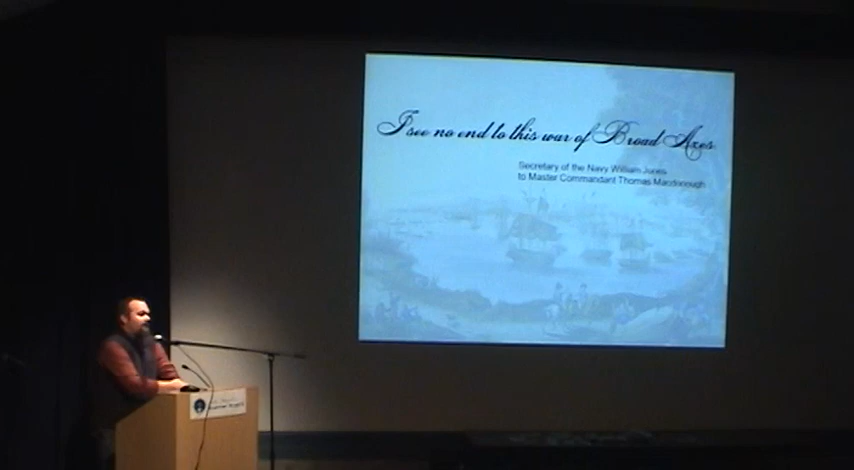 I see no end to this war of Broad Axes
Secretary of the Navy William Jones
to Master Commandant Thomas Macdonough